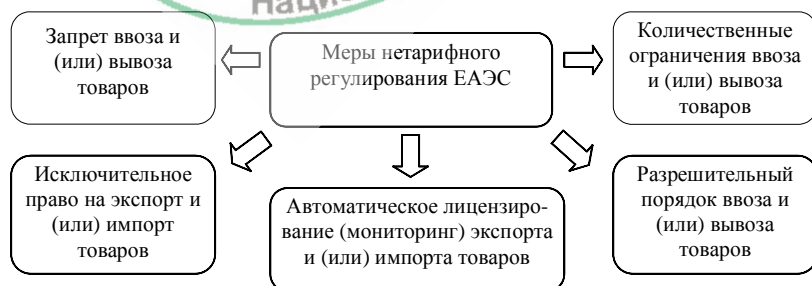 Нацио
Запрет ввоза и
(или) вывоза
товаров
Меры нетарифного
регулирования ЕАЭС
Количественные
ограничения ввоза
и (или) вывоза
товаров
Исключительное
право на экспорт и
(или) импорт
товаров
Автоматическое лицензиро-
вание (мониторинг) экспорта
и (или) импорта товаров
Разрешительный
порядок ввоза и
(или) вывоза
товаров